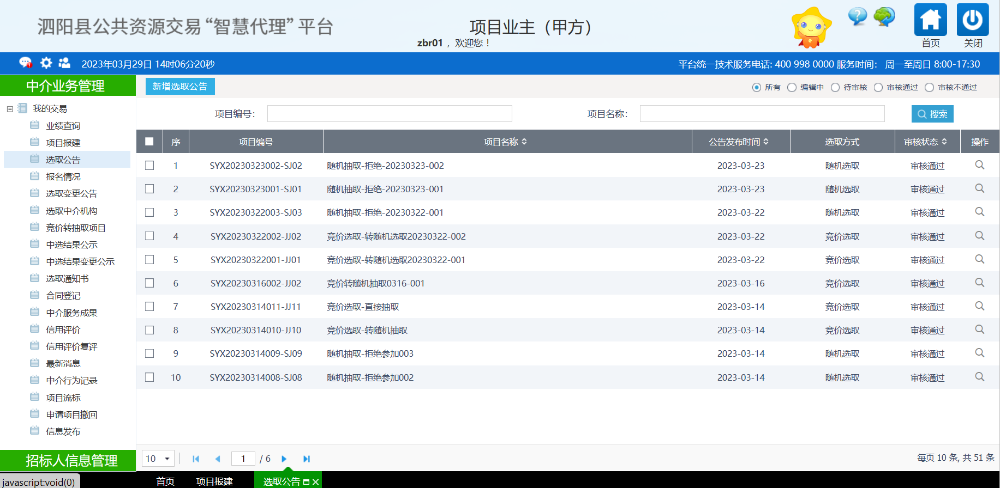 泗阳县公共资源交易“智慧代理”平台
项目业主（甲方）
zbr01 ，欢迎您！
首页
关闭
2023年03月29日 14时06分20秒
平台统一技术服务电话: 400 998 0000 服务时间： 周一至周日 8:00-17:30
中介业务管理
我的交易
业绩查询
项目报建
选取公告
报名情况
选取变更公告
选取中介机构
竞价转抽取项目
中选结果公示
中选结果变更公示
选取通知书
合同登记
中介服务成果
信用评价
信用评价复评
最新消息
中介行为记录
项目流标
申请项目撤回
信息发布
招标人信息管理
新增选取公告
所有 编辑中 待审核 审核通过 审核不通过
项目编号： 项目名称： 搜索
序 项目编号 项目名称 公告发布时间 选取方式 审核状态 操作
1 SYX20230323002-SJ02 随机抽取-拒绝-20230323-002 2023-03-23 随机选取 审核通过
2 SYX20230323001-SJ01 随机抽取-拒绝-20230323-001 2023-03-23 随机选取 审核通过
3 SYX20230322003-SJ03 随机抽取-拒绝-20230322-001 2023-03-22 随机选取 审核通过
4 SYX20230322002-JJ02 竞价选取-转随机选取20230322-002 2023-03-22 竞价选取 审核通过
5 SYX20230322001-JJ01 竞价选取-转随机选取20230322-001 2023-03-22 竞价选取 审核通过
6 SYX20230316002-JJ02 竞价转随机抽取0316-001 2023-03-16 竞价选取 审核通过
7 SYX20230314011-JJ11 竞价选取-直接抽取 2023-03-14 竞价选取 审核通过
8 SYX20230314010-JJ10 竞价选取-转随机抽取 2023-03-14 竞价选取 审核通过
9 SYX20230314009-SJ09 随机抽取-拒绝参加003 2023-03-14 随机选取 审核通过
10 SYX20230314008-SJ08 随机抽取-拒绝参加002 2023-03-14 随机选取 审核通过
10 1 / 6 每页 10 条, 共 51 条
javascript:void(0) 首页 项目报建 选取公告